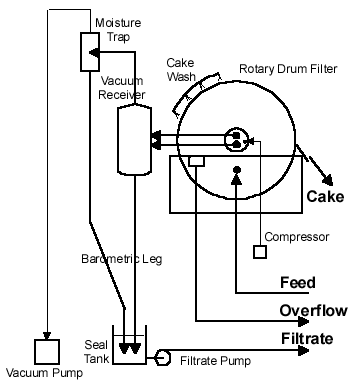 Moisture
Trap
Cake
Wash
Rotary Drum Filter
Vacuum
Receiver
Cake
Compressor
Barometric Leg
Feed
Overflow
Seal
Tank
Filtrate
Filtrate Pump
Vacuum Pump